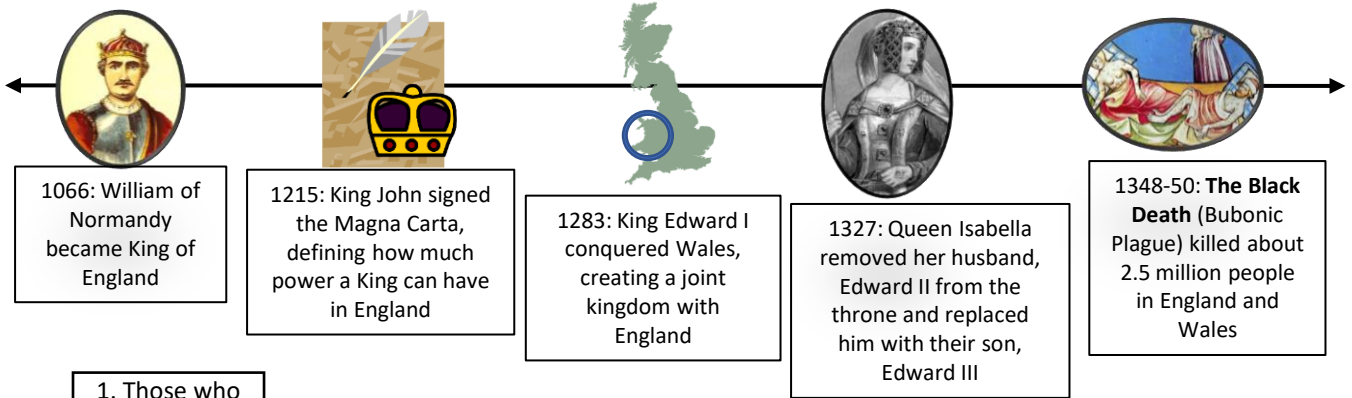 1066: William of
Normandy
became King of
England
1215: King John signed
the Magna Carta,
defining how much
power a King can have
in England
1283: King Edward I
conquered Wales,
creating a joint
kingdom with
England
1327: Queen Isabella
removed her husband,
Edward II from the
throne and replaced
him with their son,
Edward III
1348-50: The Black
Death (Bubonic
Plague) killed about
2.5 million people
in England and
Wales
1. Those who